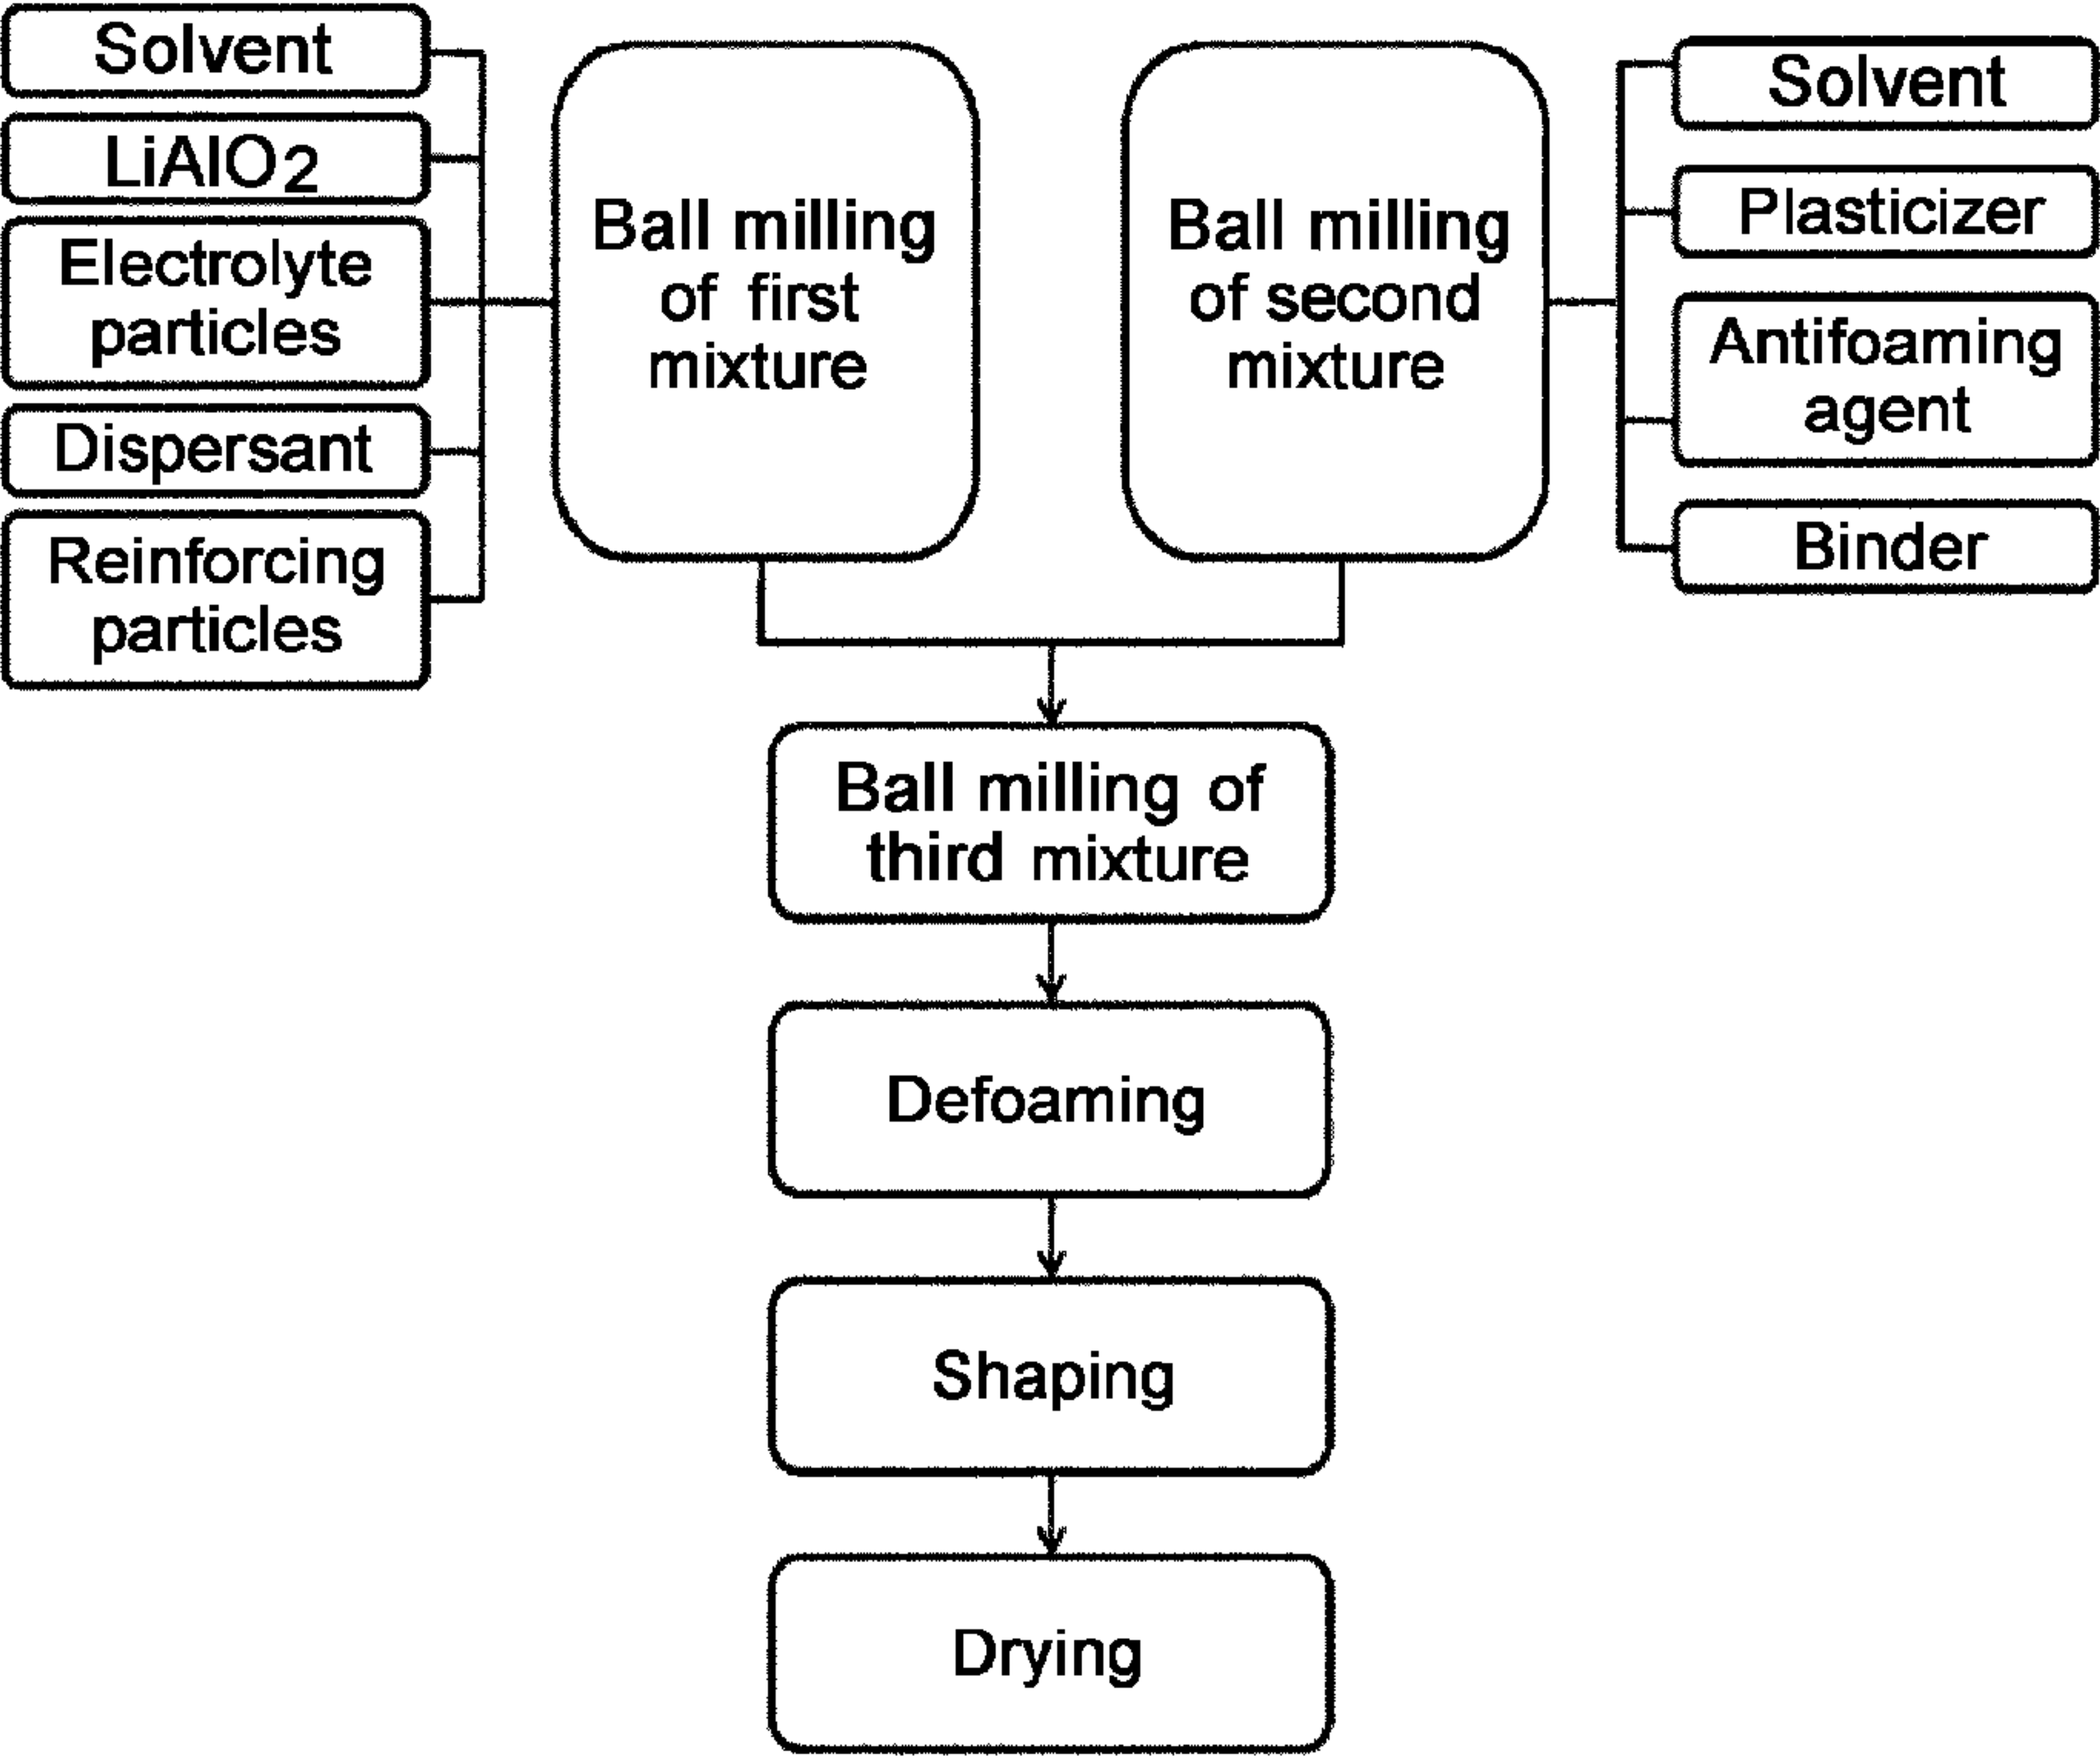 Solvent
LiAlO2
Electrolyte
particles
Dispersant
Reinforcing
particles
Ball milling
of first
mixture
Ball milling
of second
mixture
Solvent
Plasticizer
Antifoaming
agent
Binder
Ball milling of
third mixture
Defoaming
Shaping
Drying